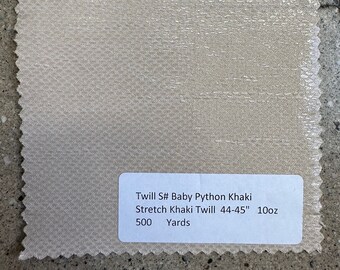 Twill S# Baby Python Khaki
Stretch Khaki Twill 44-45" 10oz
500 Yards